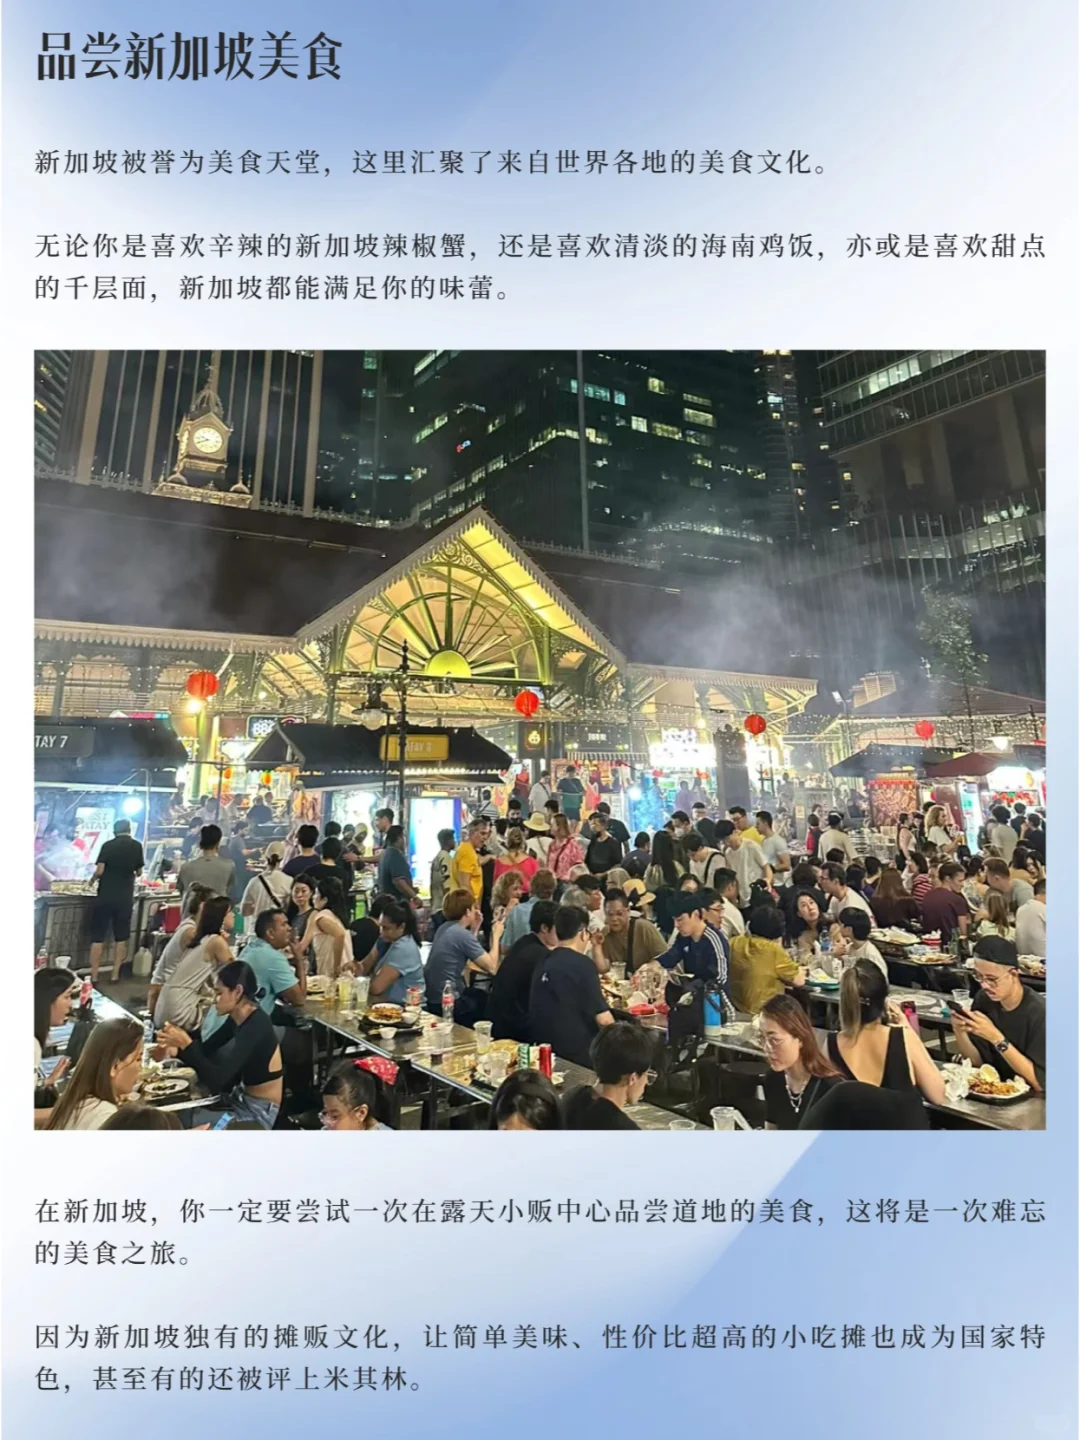 品尝新加坡美食
新加坡被誉为美食天堂，这里汇聚了来自世界各地的美食文化。
无论你是喜欢辛辣的新加坡辣椒蟹，还是喜欢清淡的海南鸡饭，亦或是喜欢甜点
的千层面，新加坡都能满足你的味蕾。
TAY 7
ATAY 8
7
在新加坡，你一定要尝试一次在露天小贩中心品尝道地的美食，这将是一次难忘
的美食之旅。
因为新加坡独有的摊贩文化，让简单美味、性价比超高的小吃摊也成为国家特
色，甚至有的还被评上米其林。